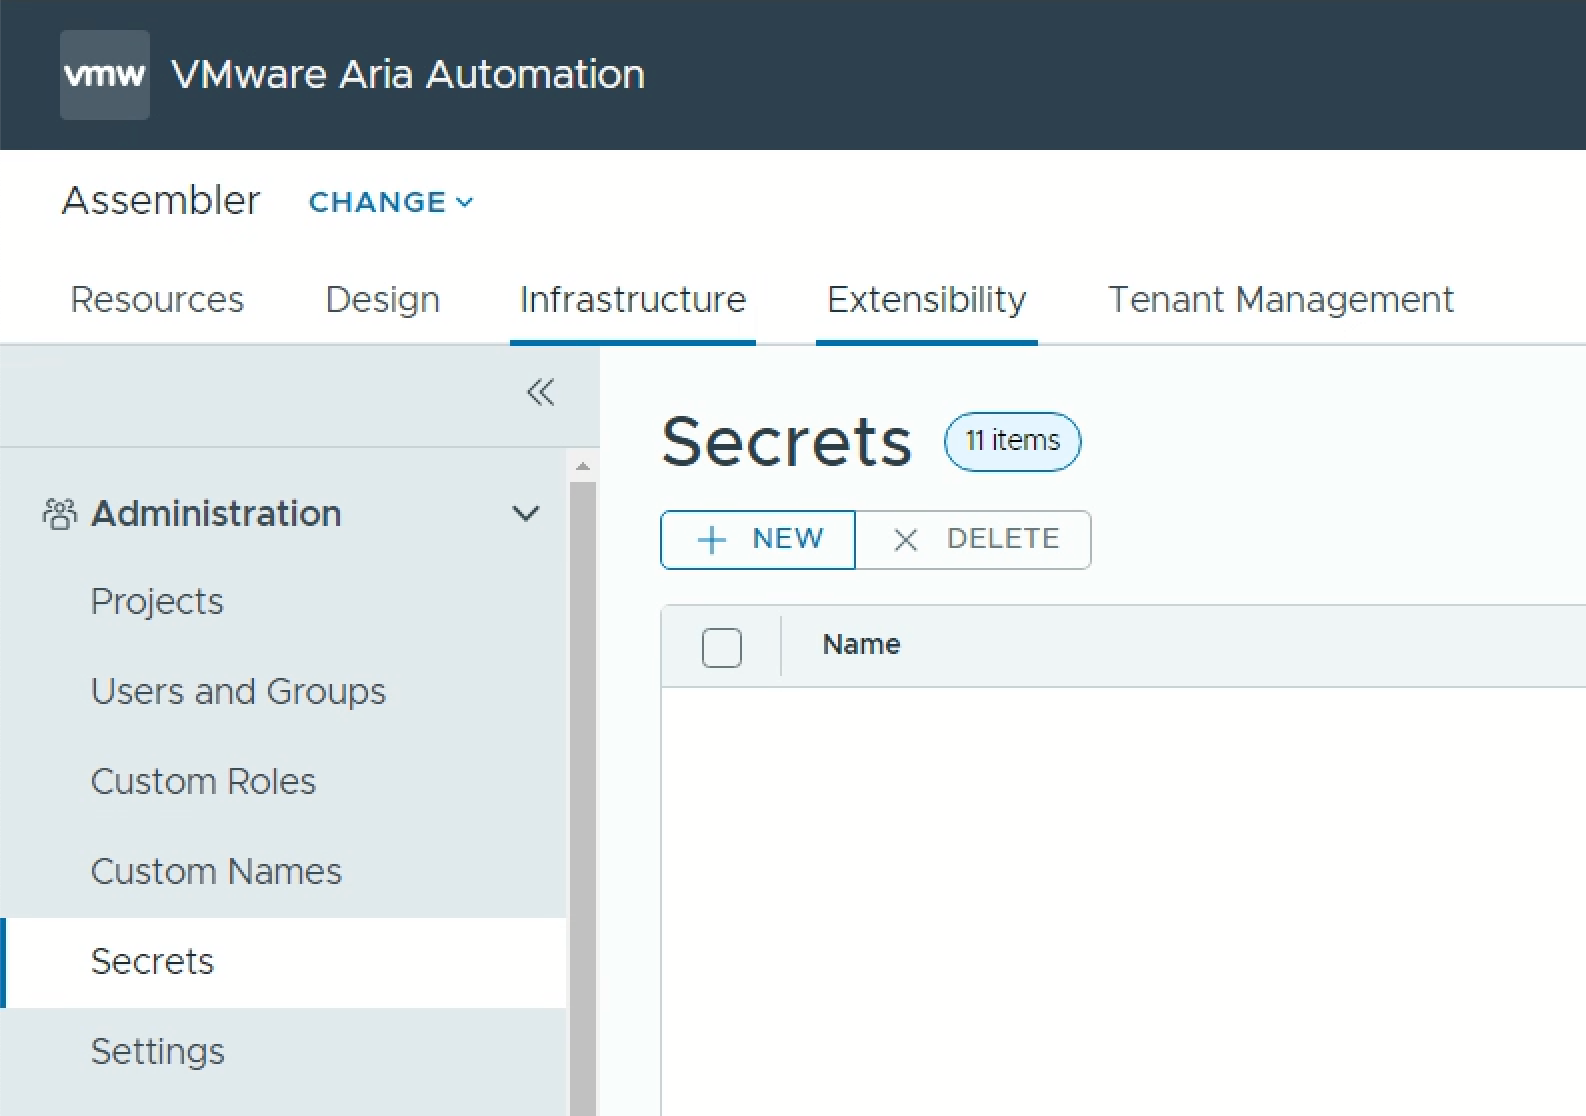 vmw VMware Aria Automation
Assembler CHANGE
Resources Design Infrastructure Extensibility Tenant Management
Secrets 11 items
Administration
NEW DELETE
Projects
Name
Users and Groups
Custom Roles
Custom Names
Secrets
Settings